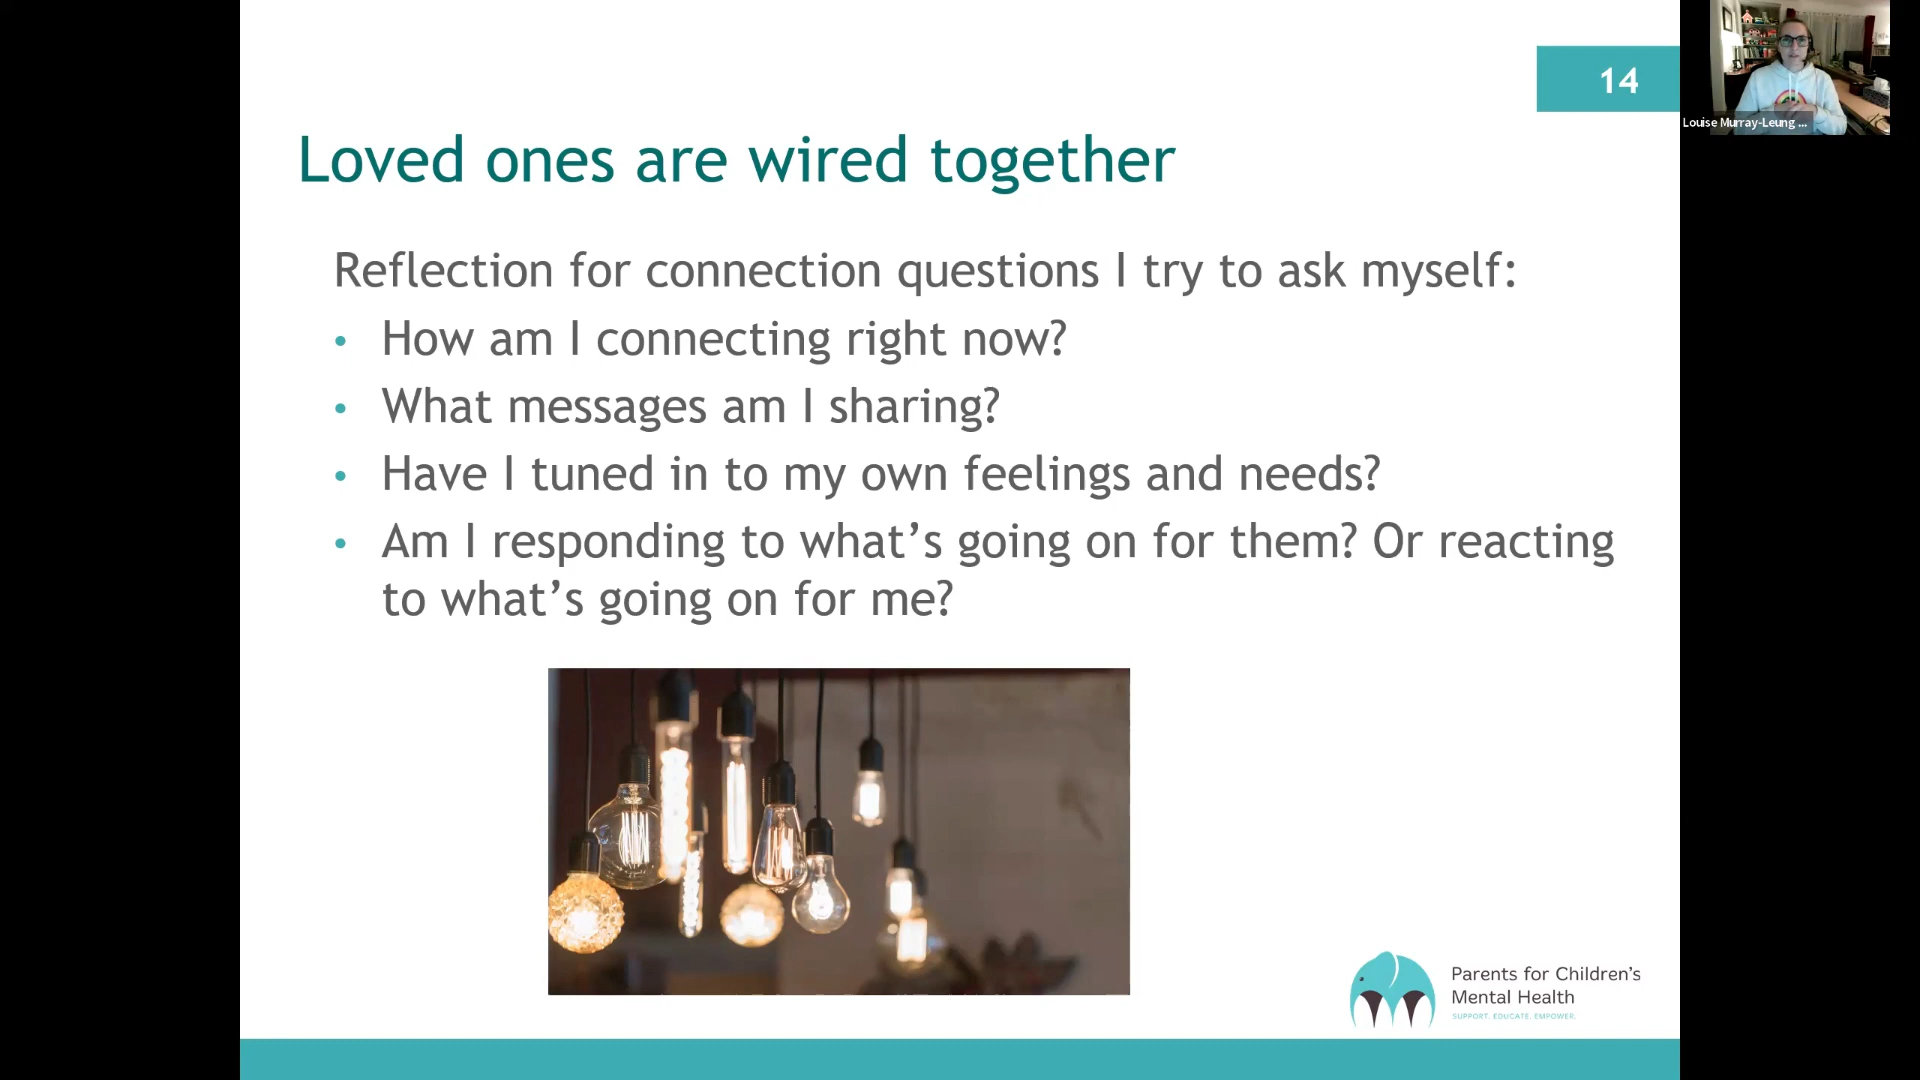 14
Louise Murray-Leung ...
Loved ones are wired together
Reflection for connection questions I try to ask myself:
• How am I connecting right now?
• What messages am I sharing?
• Have I tuned in to my own feelings and needs?
• Am I responding to what’s going on for them? Or reacting
to what’s going on for me?
Parents for Children’s
Mental Health
SUPPORT. EDUCATE. EMPOWER.